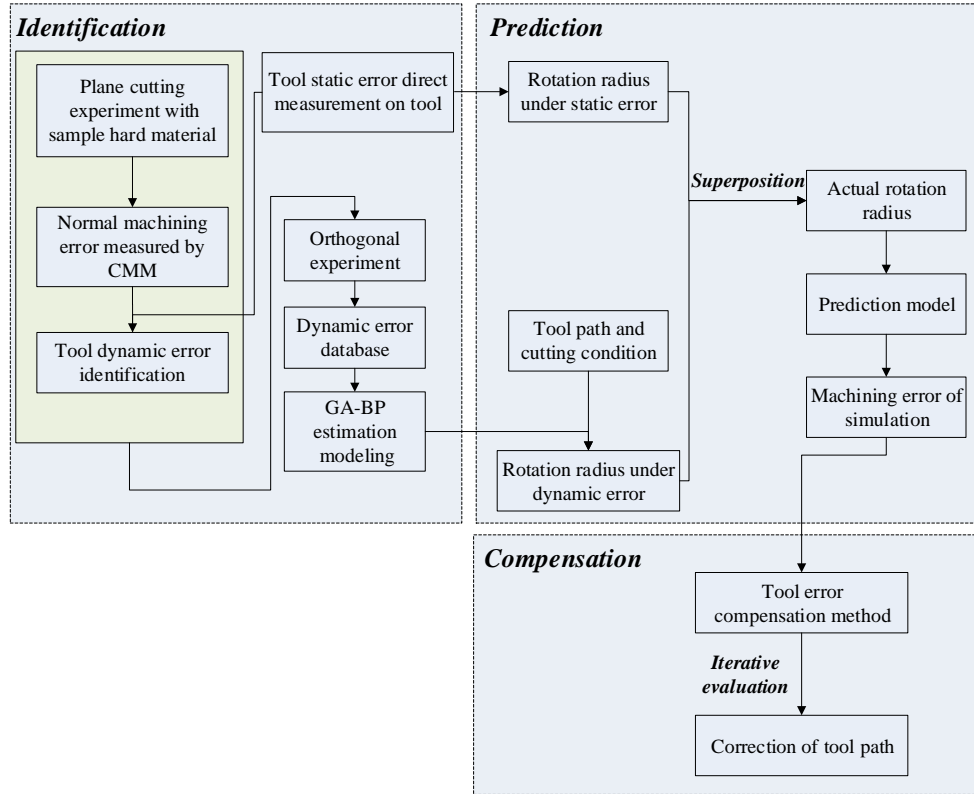 Identification
Plane cutting
experiment with
sample hard material
Normal machining
error measured by
CMM
Tool dynamic error
identification
Tool static error direct
measurement on tool
Orthogonal
experiment
Dynamic error
database
GA-BP
estimation
modeling
Prediction
Rotation radius
under static error
Superposition
Tool path and
cutting condition
Rotation radius under
dynamic error
Actual rotation
radius
Prediction model
Machining error of
simulation
Compensation
Tool error
compensation method
Iterative
evaluation
Correction of tool path